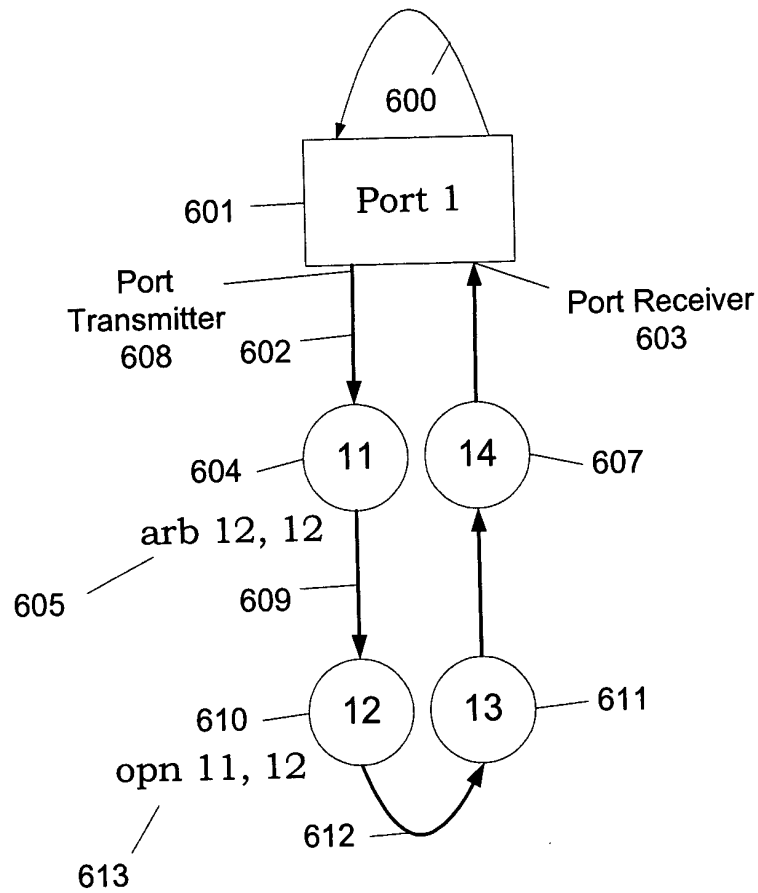 600
Port 1
601
Port
Transmitter
608
602
Port Receiver
603
11
14
604
607
arb 12, 12
605
609
12
13
610
611
opn 11, 12
612
613